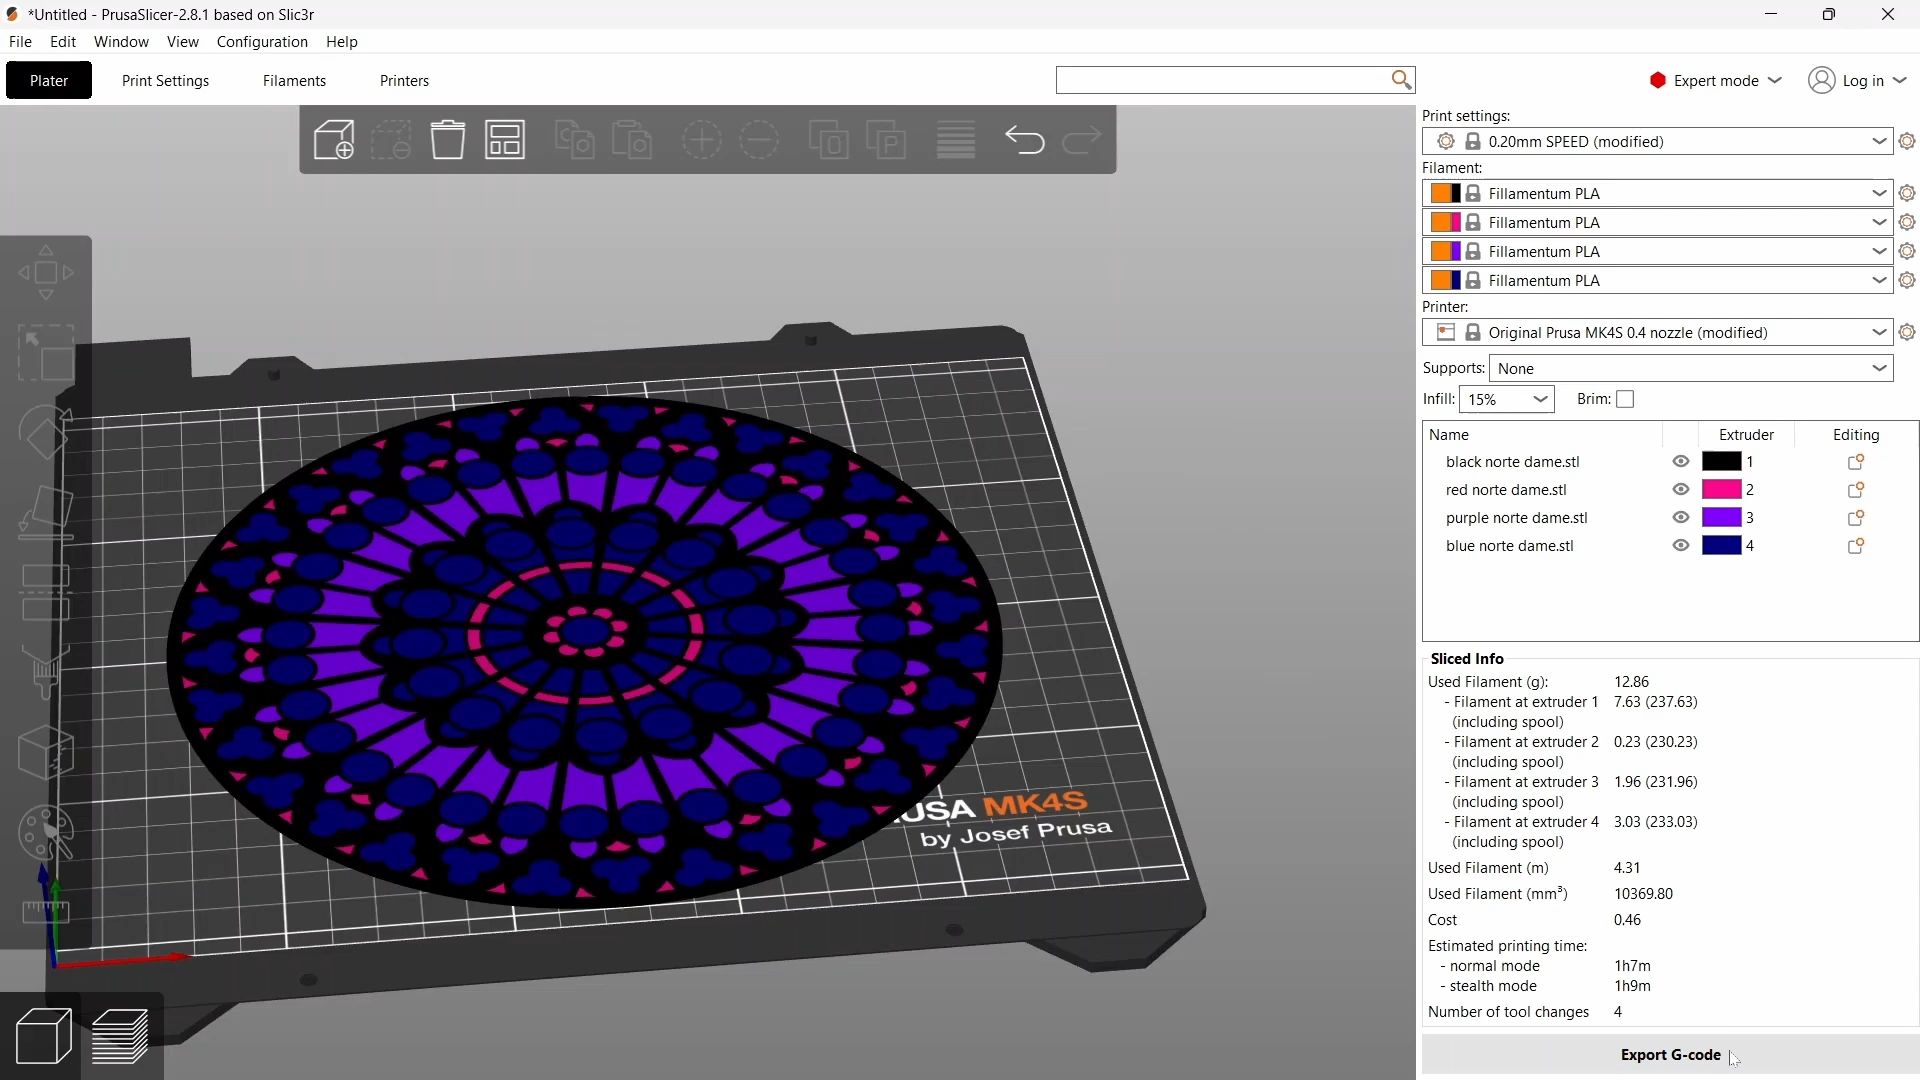 *Untitled - PrusaSlicer-2.8.1 based on Slic3r
File Edit Window View Configuration Help
Plater Print Settings Filaments Printers
Expert mode Log in
Print settings:
0.20mm SPEED (modified)
Filament:
Fillamentum PLA
Fillamentum PLA
Fillamentum PLA
Fillamentum PLA
Printer:
Original Prusa MK4S 0.4 nozzle (modified)
Supports: None
Infill: 15% Brim:
Name Extruder Editing
black norte dame.stl 1
red norte dame.stl 2
purple norte dame.stl 3
blue norte dame.stl 4
Sliced Info
Used Filament (g): 12.86
- Filament at extruder 1 7.63 (237.63)
(including spool)
- Filament at extruder 2 0.23 (230.23)
(including spool)
- Filament at extruder 3 1.96 (231.96)
(including spool)
- Filament at extruder 4 3.03 (233.03)
(including spool)
Used Filament (m) 4.31
Used Filament (mm³) 10369.80
Cost 0.46
Estimated printing time:
- normal mode 1h7m
- stealth mode 1h9m
Number of tool changes 4
Export G-code
USA MK4S
by Josef Prusa